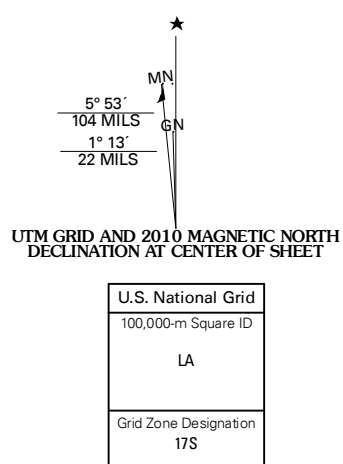 ★
MN
5° 53´
104 MILS
GN
1° 13´
22 MILS
UTM GRID AND 2010 MAGNETIC NORTH
DECLINATION AT CENTER OF SHEET
U.S. National Grid
100,000-m Square ID
LA
Grid Zone Designation
17S